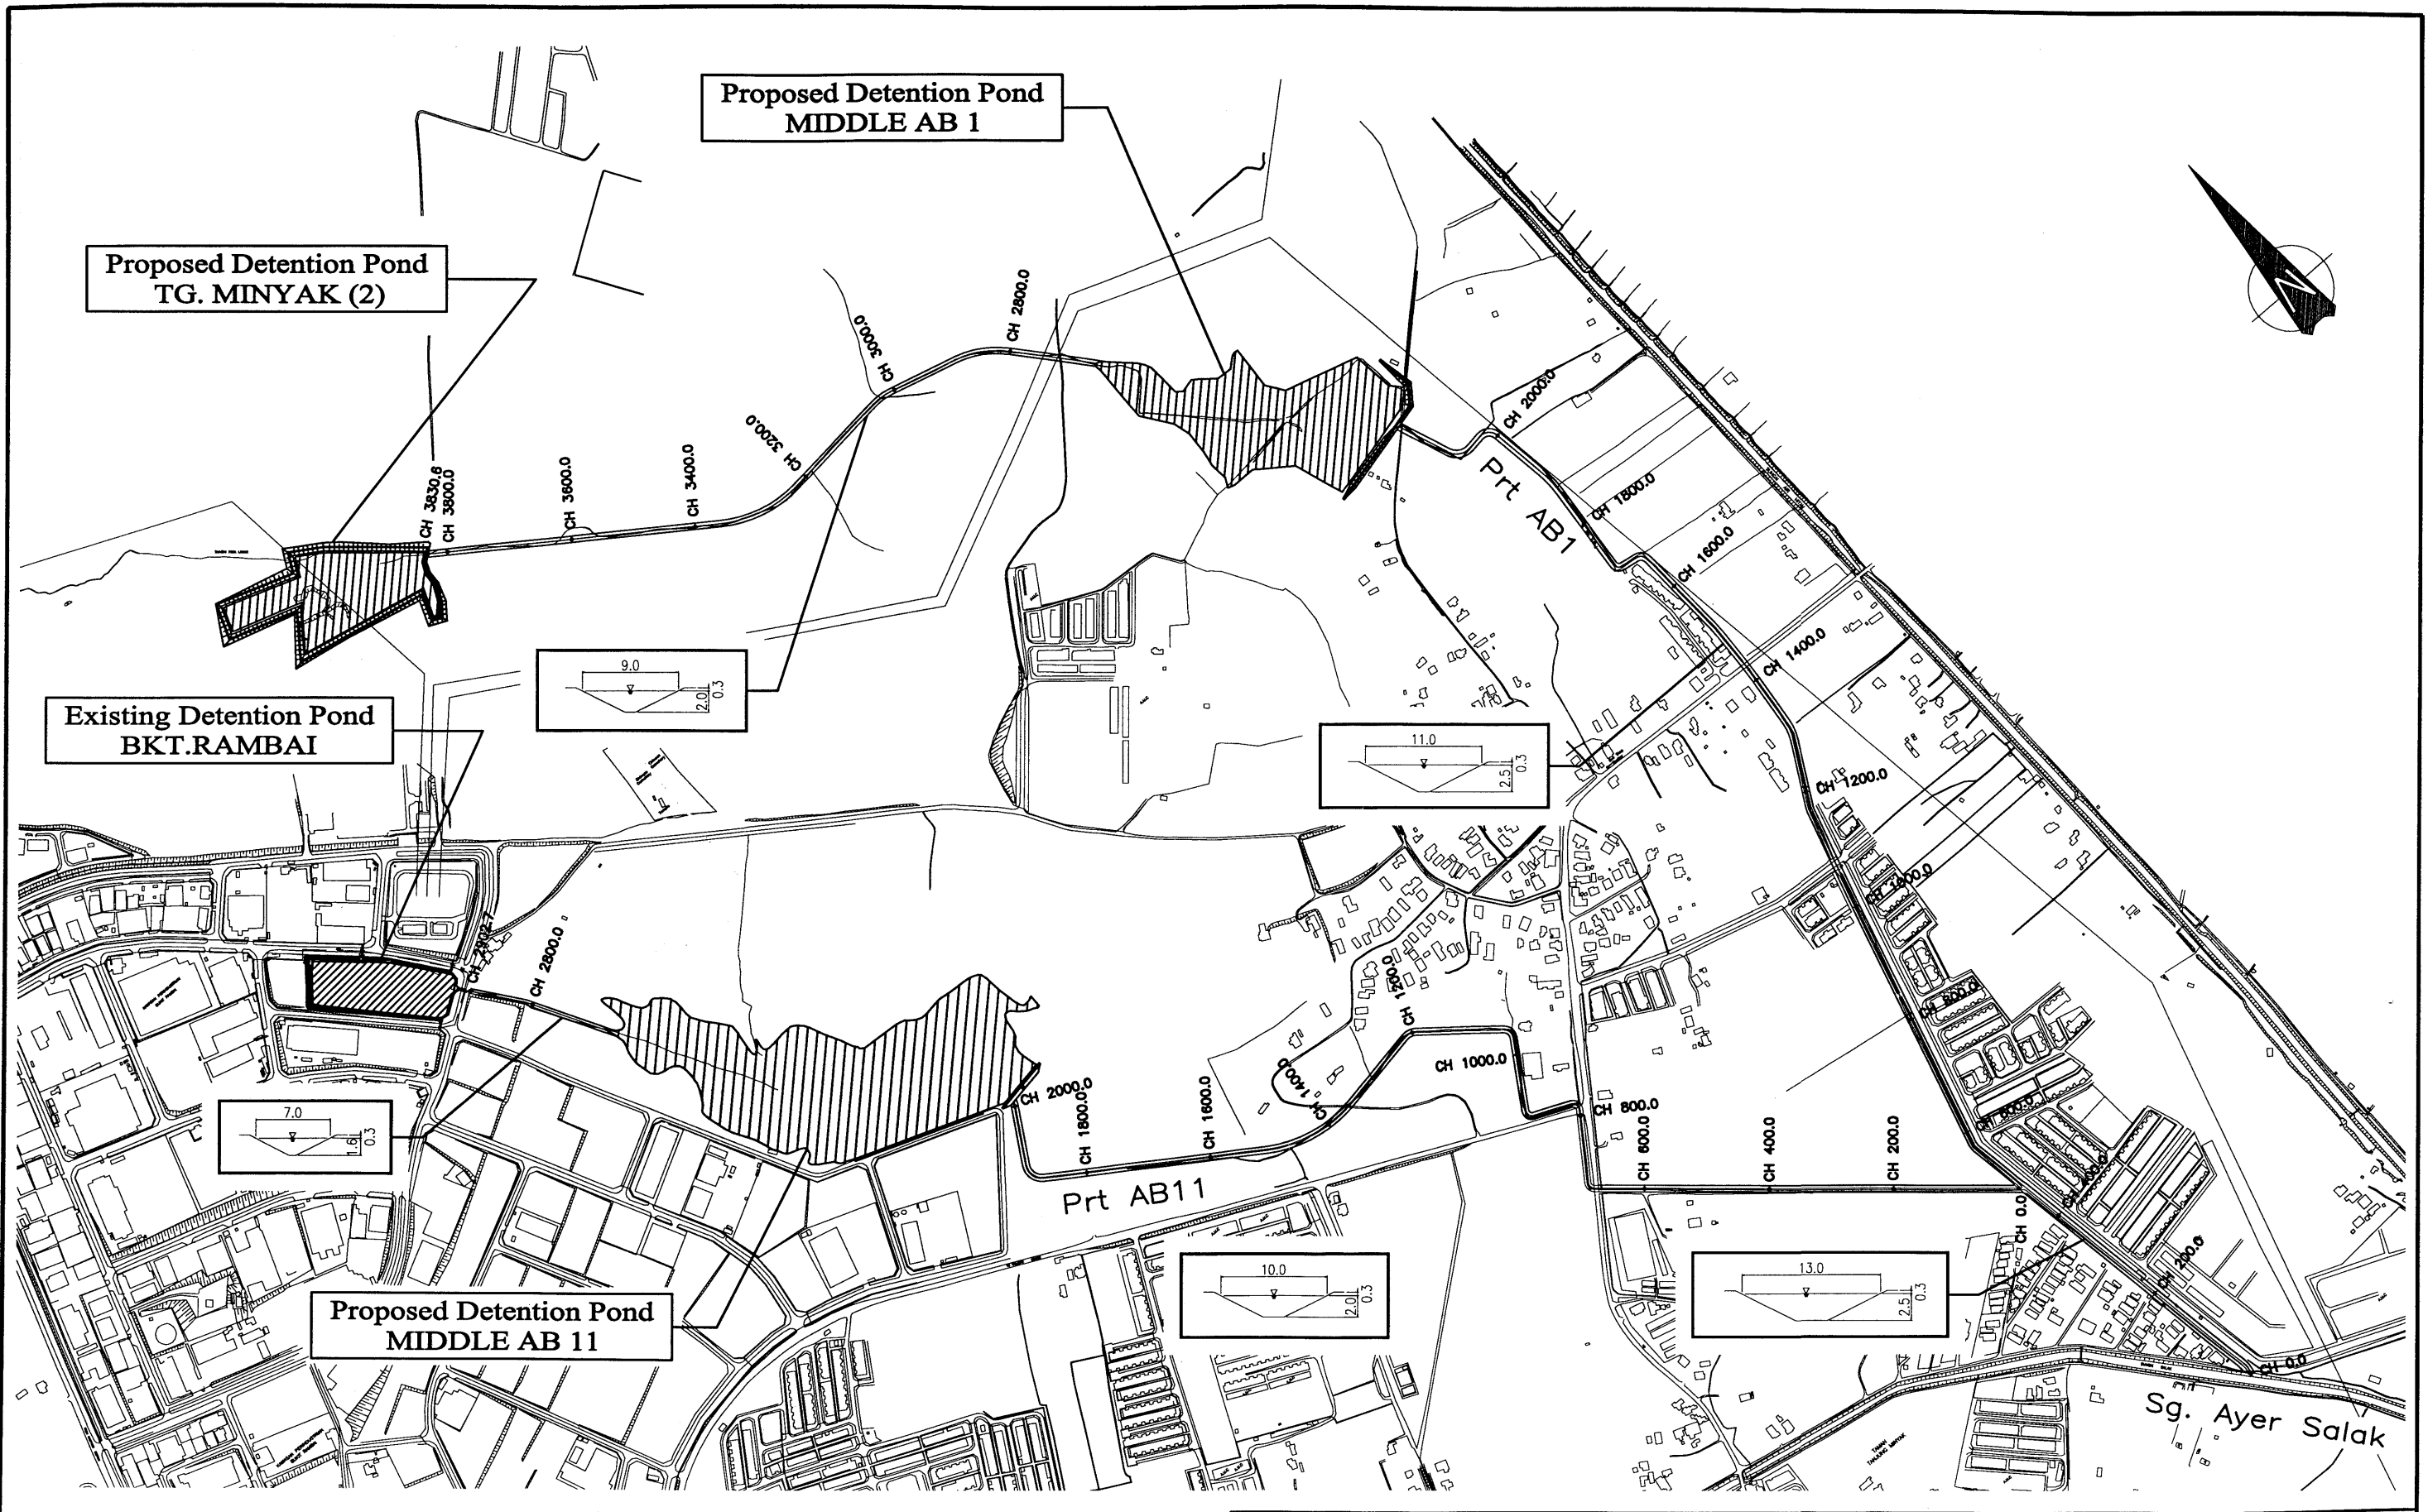 Proposed Detention Pond
MIDDLE AB 1
Proposed Detention Pond
TG. MINYAK (2)
N
CH 2800.0
CH 3000.0
CH 3200.0
CH 3400.0
CH 3600.0
CH 3800.0
CH 3830.6
CH 2000.0
Prt AB1
CH 1800.0
CH 1600.0
CH 1400.0
CH 1200.0
9.0
2.0
0.3
Existing Detention Pond
BKT.RAMBAI
11.0
2.5
0.3
CH 2800.0
CH 1200.0
CH 1000.0
CH 1400.0
CH 800.0
CH 2000.0
CH 1800.0
CH 1600.0
CH 600.0
CH 400.0
CH 200.0
CH 0.0
7.0
1.6
0.3
Prt AB11
10.0
2.0
0.3
13.0
2.5
0.3
CH 200.0
CH 0.0
Proposed Detention Pond
MIDDLE AB 11
Sg. Ayer Salak
TAMAN
TANJUNG MINYAK